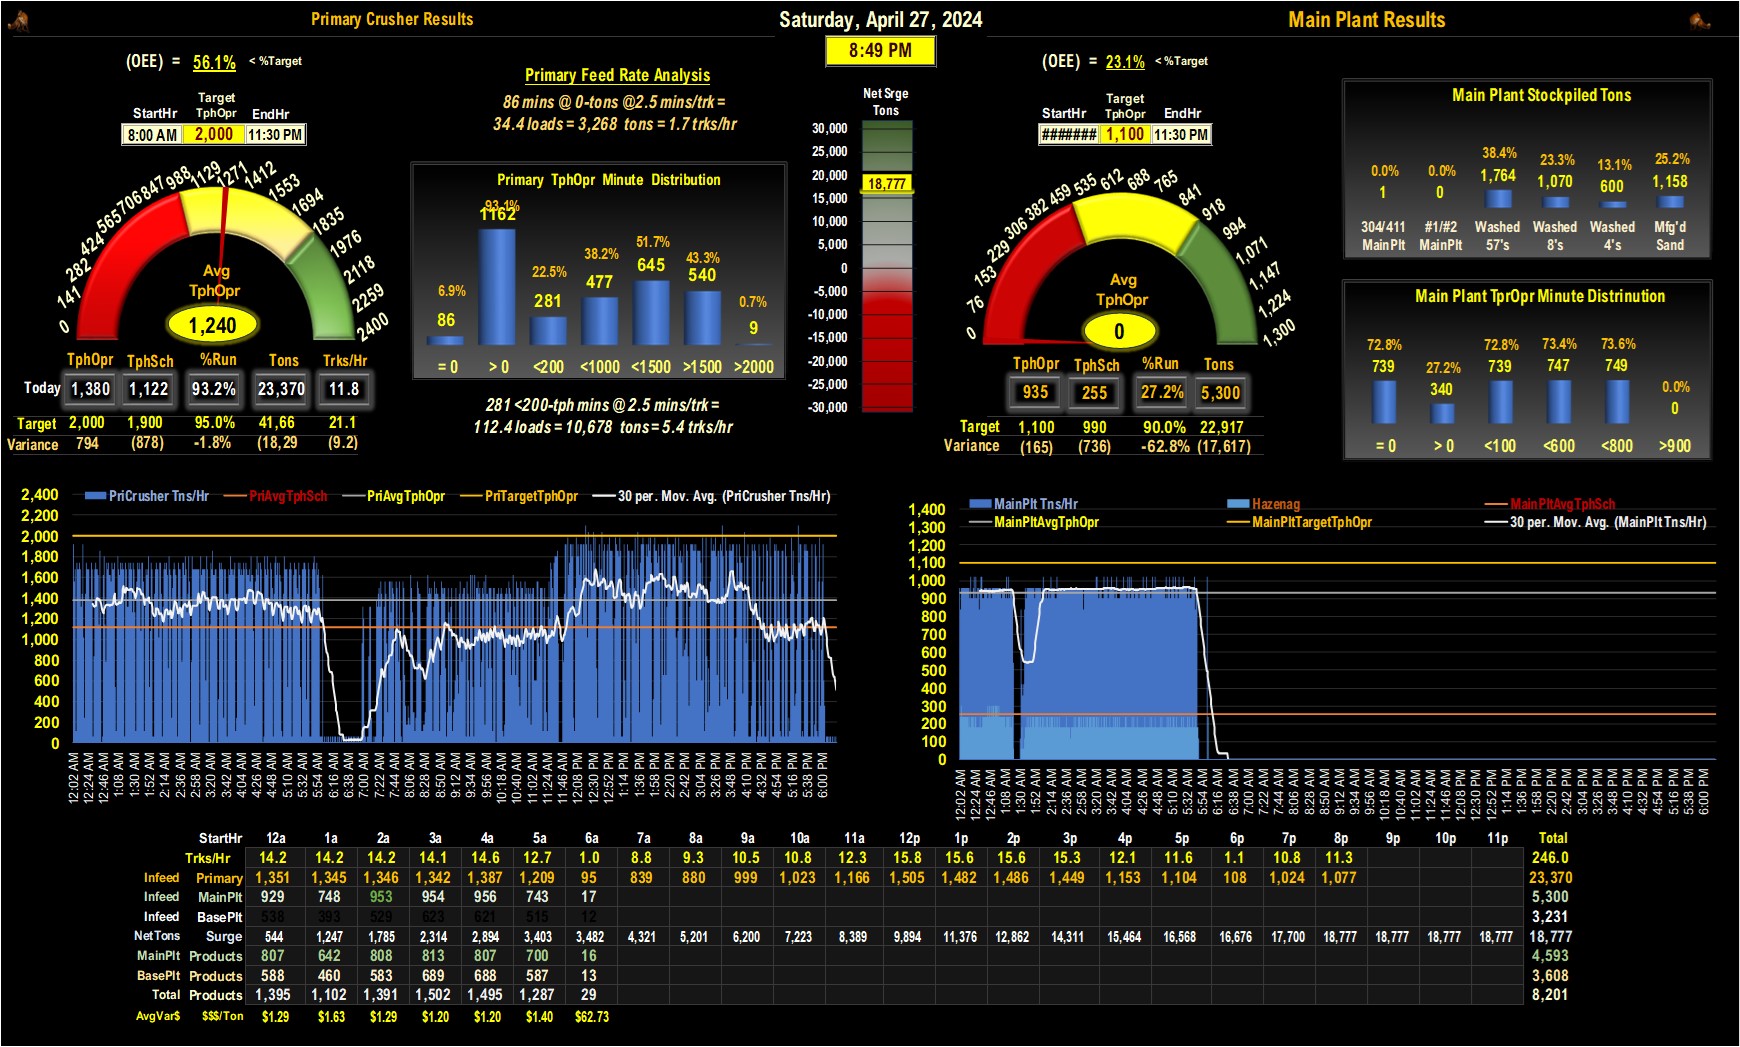 Primary Crusher Results
Saturday, April 27, 2024
Main Plant Results
8:49 PM
(OEE) = 56.1% < %Target
StartHr Target TphOpr EndHr
8:00 AM 2,000 11:30 PM
0 141 282 424 565 706 847 988 1129 1271 1412 1553 1694 1835 1976 2118 2259 2400
Avg
TphOpr
1,240
TphOpr TphSch %Run Tons Trks/Hr
Today 1,380 1,122 93.2% 23,370 11.8
Target 2,000 1,900 95.0% 41,66 21.1
Variance 794 (878) -1.8% (18,29 (9.2)
Primary Feed Rate Analysis
86 mins @ 0-tons @2.5 mins/trk =
34.4 loads = 3,268 tons = 1.7 trks/hr
Primary TphOpr Minute Distribution
6.9% 93.1% 22.5% 38.2% 51.7% 43.3% 0.7%
86 1162 281 477 645 540 9
= 0 > 0 <200 <1000 <1500 >1500 >2000
281 <200-tph mins @ 2.5 mins/trk =
112.4 loads = 10,678 tons = 5.4 trks/hr
Net Srge
Tons
30,000
25,000
20,000
18,777
15,000
10,000
5,000
0
-5,000
-10,000
-15,000
-20,000
-25,000
-30,000
(OEE) = 23.1% < %Target
StartHr Target TphOpr EndHr
####### 1,100 11:30 PM
0 76 153 229 306 382 459 535 612 688 765 841 918 994 1,071 1,147 1,224 1,300
Avg
TphOpr
0
TphOpr TphSch %Run Tons
935 255 27.2% 5,300
Target 1,100 990 90.0% 22,917
Variance (165) (736) -62.8% (17,617)
Main Plant Stockpiled Tons
0.0% 0.0% 38.4% 23.3% 13.1% 25.2%
1 0 1,764 1,070 600 1,158
304/411 #1/#2 Washed Washed Washed Mfg'd
MainPlt MainPlt 57's 8's 4's Sand
Main Plant TprOpr Minute Distrinution
72.8% 27.2% 72.8% 73.4% 73.6% 0.0%
739 340 739 747 749 0
= 0 > 0 <100 <600 <800 >900
PriCrusher Tns/Hr PriAvgTphSch PriAvgTphOpr PriTargetTphOpr 30 per. Mov. Avg. (PriCrusher Tns/Hr)
2,400
2,200
2,000
1,800
1,600
1,400
1,200
1,000
800
600
400
200
0
12:02 AM 12:24 AM 12:46 AM 1:08 AM 1:30 AM 1:52 AM 2:14 AM 2:36 AM 2:58 AM 3:20 AM 3:42 AM 4:04 AM 4:26 AM 4:48 AM 5:10 AM 5:32 AM 5:54 AM 6:16 AM 6:38 AM 7:00 AM 7:22 AM 7:44 AM 8:06 AM 8:28 AM 8:50 AM 9:12 AM 9:34 AM 9:56 AM 10:18 AM 10:40 AM 11:02 AM 11:24 AM 11:46 AM 12:08 PM 12:30 PM 12:52 PM 1:14 PM 1:36 PM 1:58 PM 2:20 PM 2:42 PM 3:04 PM 3:26 PM 3:48 PM 4:10 PM 4:32 PM 4:54 PM 5:16 PM 5:38 PM 6:00 PM
MainPlt Tns/Hr Hazenag MainPltAvgTphSch
MainPltAvgTphOpr MainPltTargetTphOpr 30 per. Mov. Avg. (MainPlt Tns/Hr)
1,400
1,300
1,200
1,100
1,000
900
800
700
600
500
400
300
200
100
0
12:02 AM 12:24 AM 12:46 AM 1:08 AM 1:30 AM 1:52 AM 2:14 AM 2:36 AM 2:58 AM 3:20 AM 3:42 AM 4:04 AM 4:26 AM 4:48 AM 5:10 AM 5:32 AM 5:54 AM 6:16 AM 6:38 AM 7:00 AM 7:22 AM 7:44 AM 8:06 AM 8:28 AM 8:50 AM 9:12 AM 9:34 AM 9:56 AM 10:18 AM 10:40 AM 11:02 AM 11:24 AM 11:46 AM 12:08 PM 12:30 PM 12:52 PM 1:14 PM 1:36 PM 1:58 PM 2:20 PM 2:42 PM 3:04 PM 3:26 PM 3:48 PM 4:10 PM 4:32 PM 4:54 PM 5:16 PM 5:38 PM 6:00 PM
StartHr 12a 1a 2a 3a 4a 5a 6a 7a 8a 9a 10a 11a 12p 1p 2p 3p 4p 5p 6p 7p 8p 9p 10p 11p Total
Trks/Hr 14.2 14.2 14.2 14.1 14.6 12.7 1.0 8.8 9.3 10.5 10.8 12.3 15.8 15.6 15.6 15.3 12.1 11.6 1.1 10.8 11.3 246.0
Infeed Primary 1,351 1,345 1,346 1,342 1,387 1,209 95 839 880 999 1,023 1,166 1,505 1,482 1,486 1,449 1,153 1,104 108 1,024 1,077 23,370
Infeed MainPlt 929 748 953 954 956 743 17 5,300
Infeed BasePlt 538 393 529 623 621 515 12 3,231
NetTons Surge 544 1,247 1,785 2,314 2,894 3,403 3,482 4,321 5,201 6,200 7,223 8,389 9,894 11,376 12,862 14,311 15,464 16,568 16,676 17,700 18,777 18,777 18,777 18,777 18,777
MainPlt Products 807 642 808 813 807 700 16 4,593
BasePlt Products 588 460 583 689 688 587 13 3,608
Total Products 1,395 1,102 1,391 1,502 1,495 1,287 29 8,201
AvgVar$ $$$/Ton $1.29 $1.63 $1.29 $1.20 $1.20 $1.40 $62.73